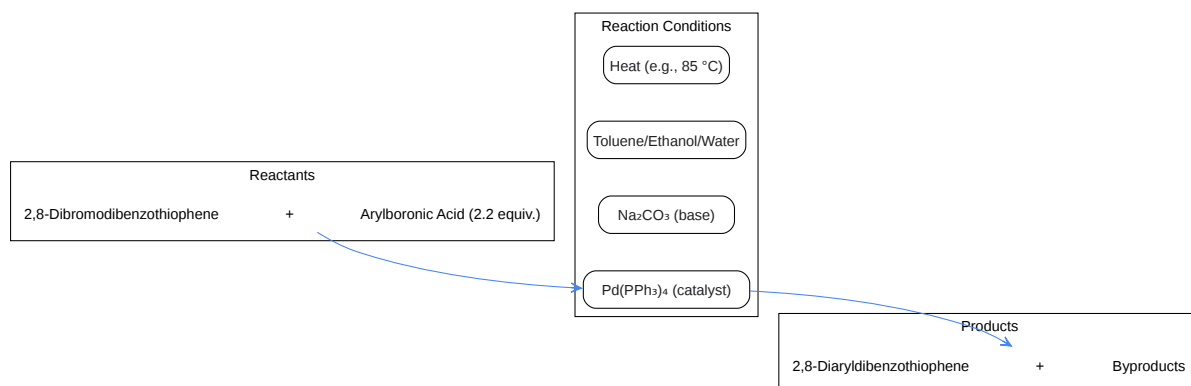 Reactants
2,8-Dibromodibenzothiophene + Arylboronic Acid (2.2 equiv.)
Reaction Conditions
Heat (e.g., 85 °C)
Toluene/Ethanol/Water
Na₂CO₃ (base)
Pd(PPh₃)₄ (catalyst)
Products
2,8-Diaryldibenzothiophene + Byproducts